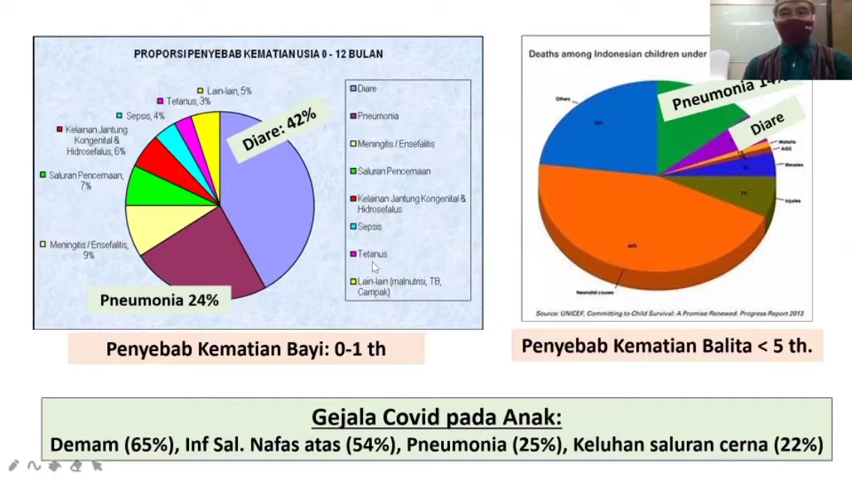 PROPORSI PENYEBAB KEMATIAN USIA 0 - 12 BULAN
Lain-lain, 5%
Tetanus, 3%
Sepsis, 4%
Kelainan Jantung
Kongenital &
Hidrosefalus, 6%
Saluran Pencernaan,
7%
Meningitis / Ensefalitis,
9%
Diare: 42%
Pneumonia 24%
Diare
Pneumonia
Meningitis / Ensefalitis
Saluran Pencernaan
Kelainan Jantung Kongenital &
Hidrosefalus
Sepsis
Tetanus
Lain-lain (malnutrisi, TB,
Campak)
Penyebab Kematian Bayi: 0-1 th
Deaths among Indonesian children under
Others
Pneumonia 14%
Diare
Malaria
AIDS
Measles
Injuries
Neonatal causes
Source: UNICEF, Committing to Child Survival: A Promise Renewed. Progress Report 2013
Penyebab Kematian Balita < 5 th.
Gejala Covid pada Anak:
Demam (65%), Inf Sal. Nafas atas (54%), Pneumonia (25%), Keluhan saluran cerna (22%)